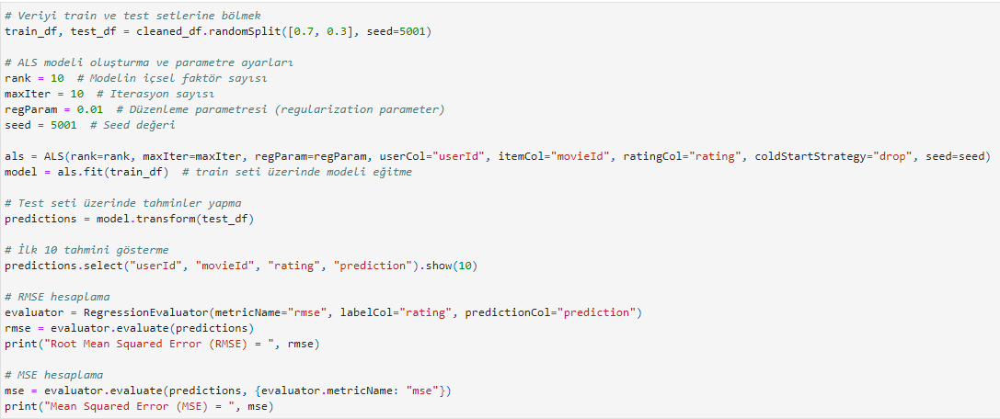 # Veriyi train ve test setlerine bölmek
train_df, test_df = cleaned_df.randomSplit([0.7, 0.3], seed=5001)
# ALS modeli oluşturma ve parametre ayarları
rank = 10  # Modelin içsel faktör sayısı
maxIter = 10  # Iterasyon sayısı
regParam = 0.01  # Düzenleme parametresi (regularization parameter)
seed = 5001  # Seed değeri
als = ALS(rank=rank, maxIter=maxIter, regParam=regParam, userCol="userId", itemCol="movieId", ratingCol="rating", coldStartStrategy="drop", seed=seed)
model = als.fit(train_df)  # train seti üzerinde modeli eğitme
# Test seti üzerinde tahminler yapma
predictions = model.transform(test_df)
# İlk 10 tahmini gösterme
predictions.select("userId", "movieId", "rating", "prediction").show(10)
# RMSE hesaplama
evaluator = RegressionEvaluator(metricName="rmse", labelCol="rating", predictionCol="prediction")
rmse = evaluator.evaluate(predictions)
print("Root Mean Squared Error (RMSE) = ", rmse)
# MSE hesaplama
mse = evaluator.evaluate(predictions, {evaluator.metricName: "mse"})
print("Mean Squared Error (MSE) = ", mse)